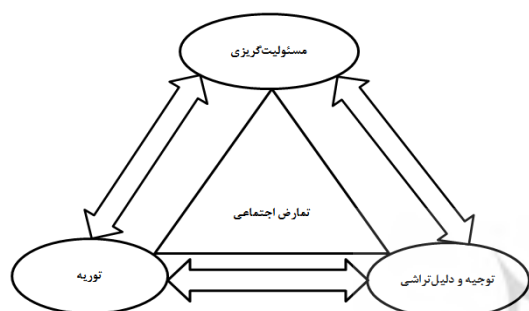 مسئولیت‌گریزی
تمارض اجتماعی
توریه
توجیه و دلیل‌تراشی